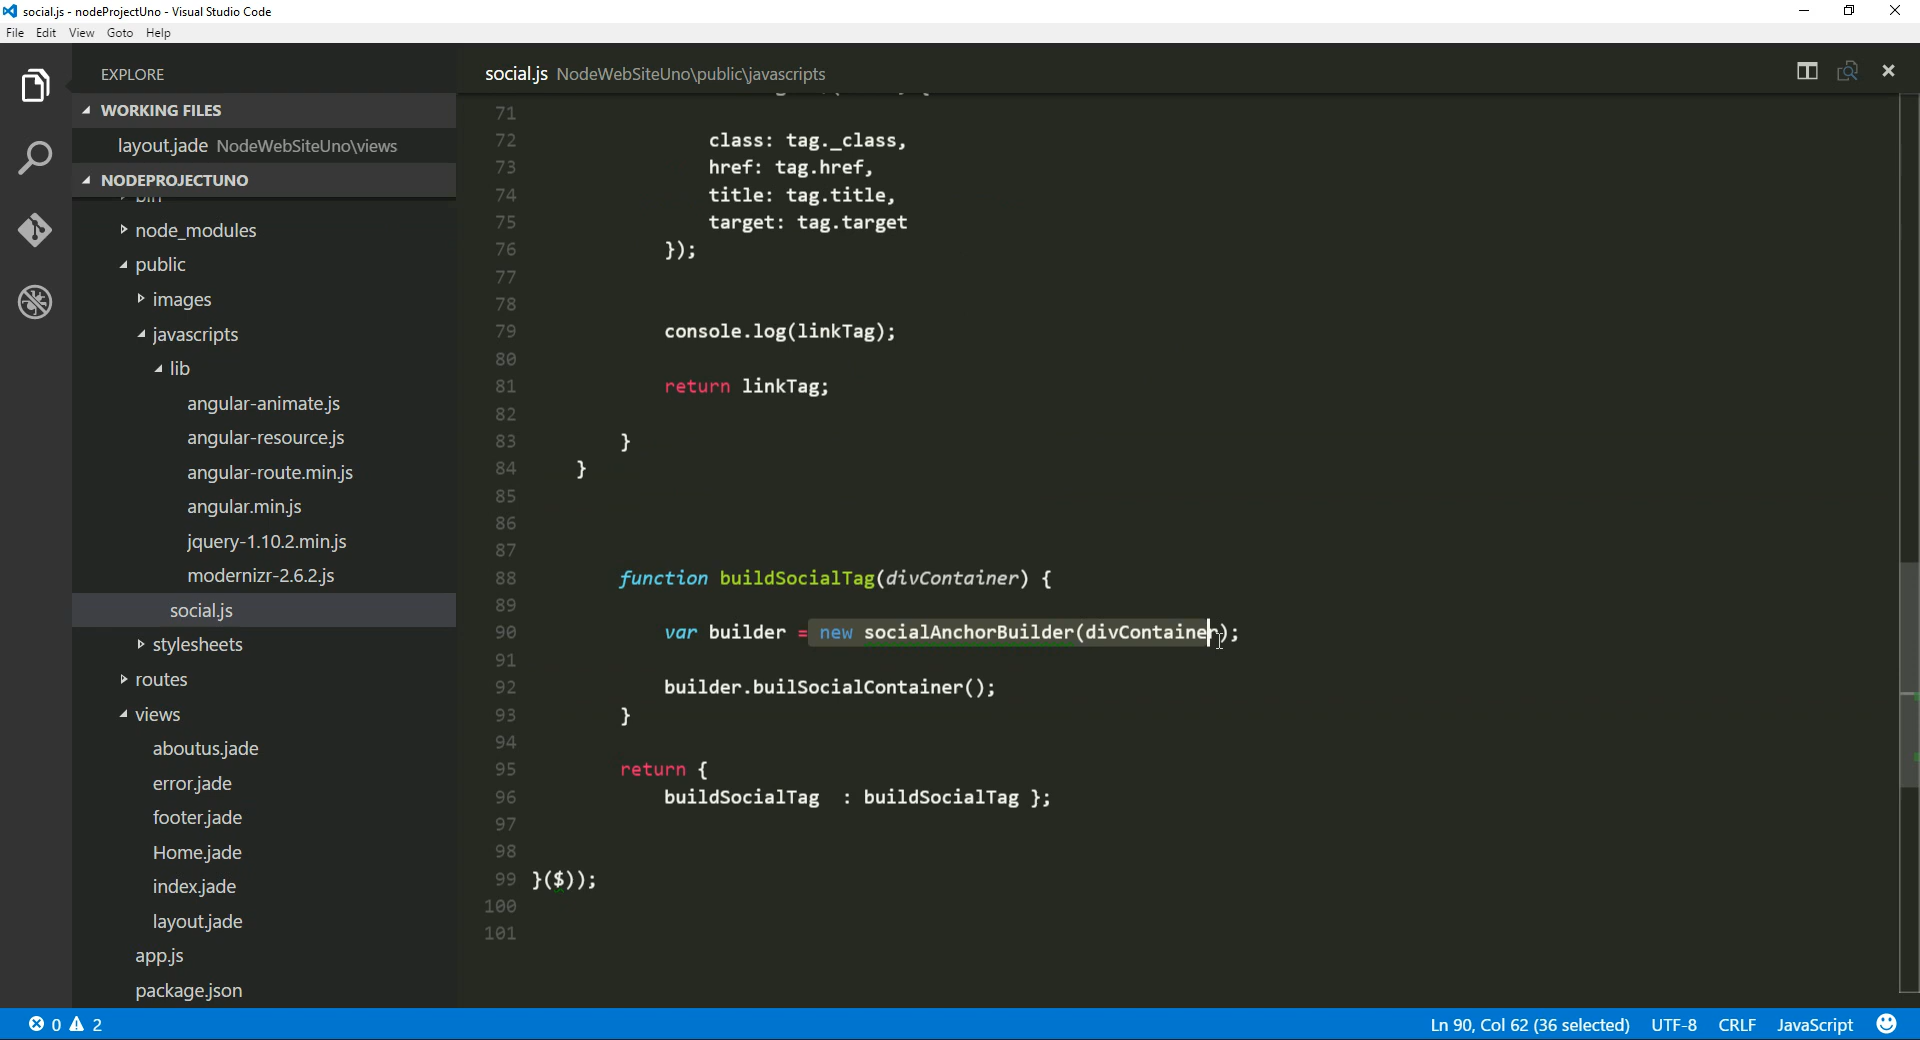 social.js - nodeProjectUno - Visual Studio Code
File Edit View Goto Help
EXPLORE
WORKING FILES
layout.jade NodeWebSiteUno\views
NODEPROJECTUNO
bin
node_modules
public
images
javascripts
lib
angular-animate.js
angular-resource.js
angular-route.min.js
angular.min.js
jquery-1.10.2.min.js
modernizr-2.6.2.js
social.js
stylesheets
routes
views
aboutus.jade
error.jade
footer.jade
Home.jade
index.jade
layout.jade
app.js
package.json
social.js NodeWebSiteUno\public\javascripts
71
72 class: tag._class,
73 href: tag.href,
74 title: tag.title,
75 target: tag.target
76 });
77
78
79 console.log(linkTag);
80
81 return linkTag;
82
83 }
84 }
85
86
87
88 function buildSocialTag(divContainer) {
89
90 var builder = new socialAnchorBuilder(divContainer);
91
92 builder.builSocialContainer();
93 }
94
95 return {
96 buildSocialTag : buildSocialTag };
97
98
99 }($));
100
101
0 2
Ln 90, Col 62 (36 selected) UTF-8 CRLF JavaScript